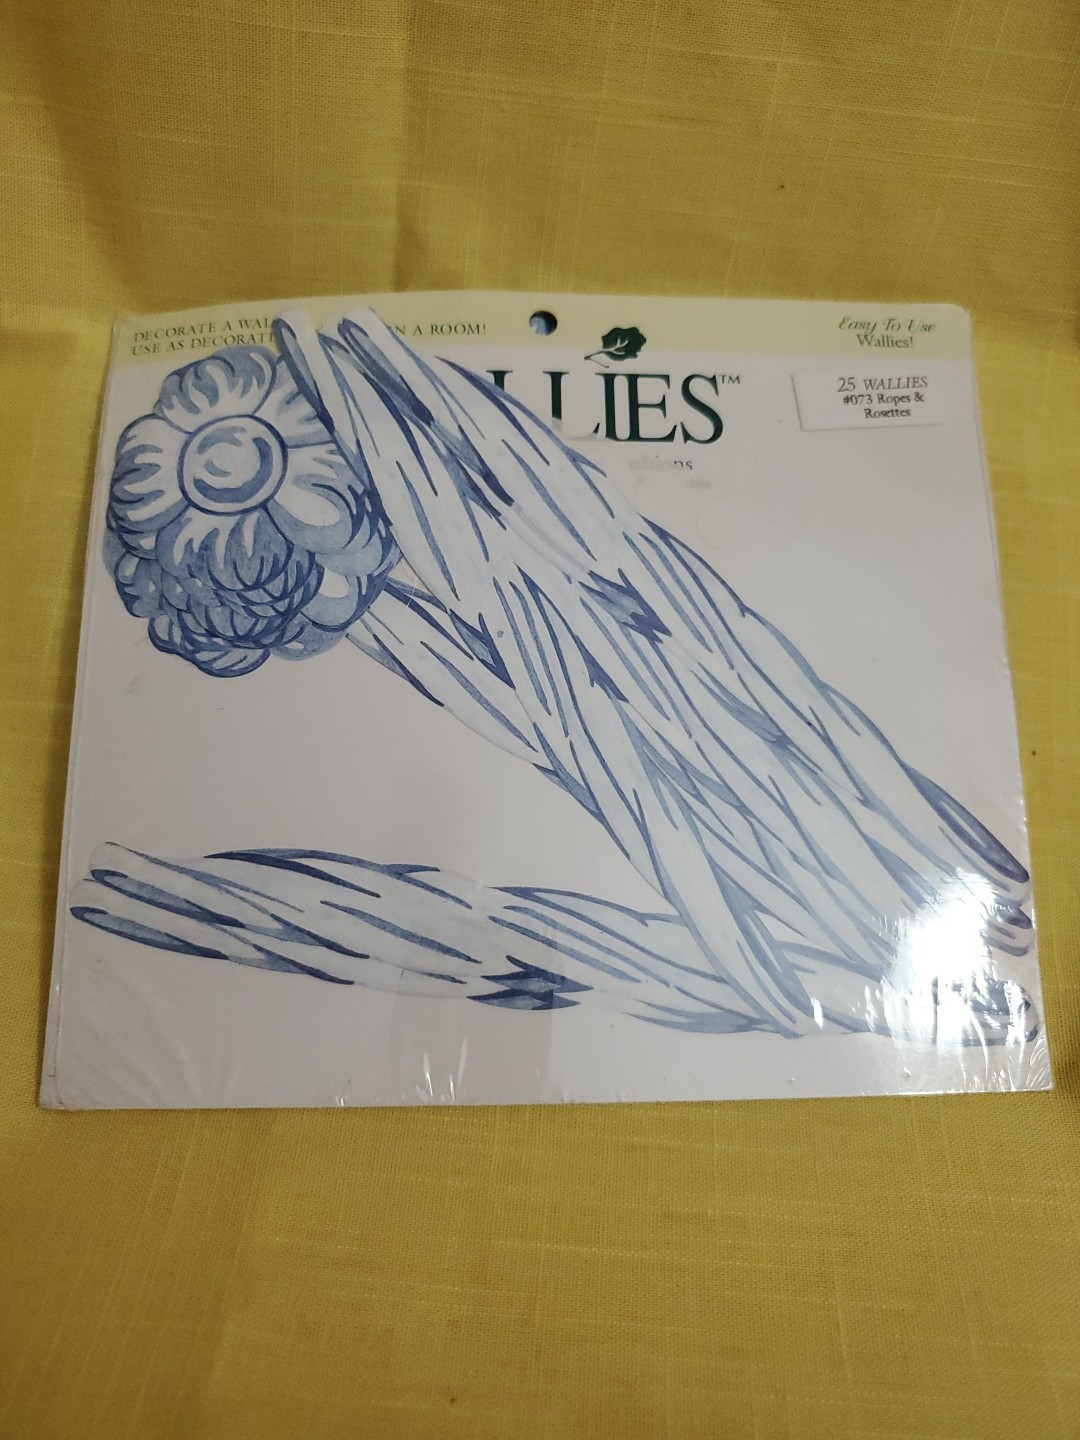 DECORATE A WAL N A ROOM!
USE AS DECORAT
Easy To Use
Wallies!
LLIES™
25 WALLIES
#073 Ropes &
Rosettes